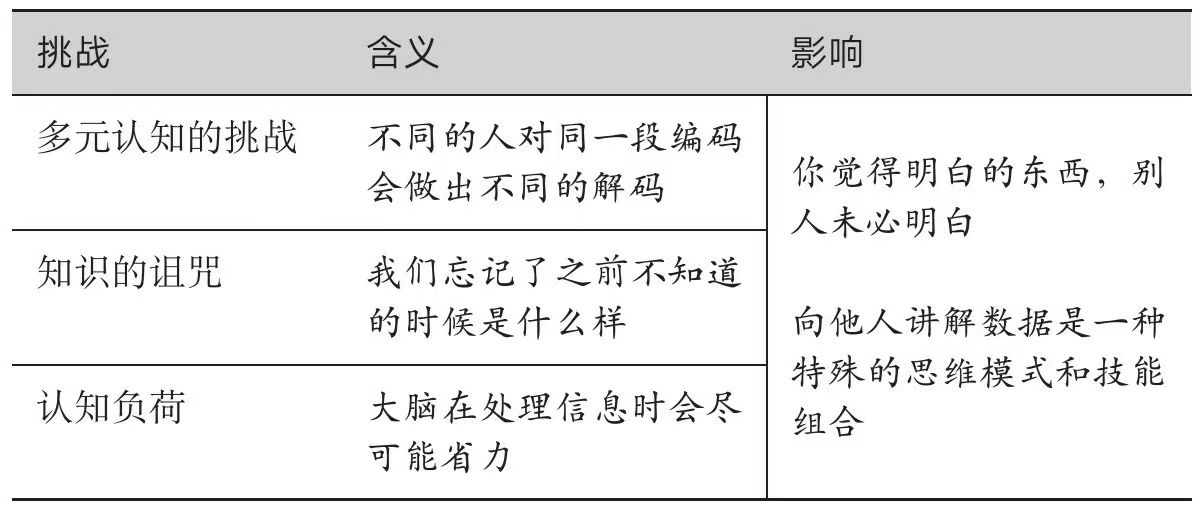 挑战 含义 影响
多元认知的挑战
不同的人对同一段编码
会做出不同的解码
知识的诅咒
我们忘记了之前不知道
的时候是什么样
认知负荷
大脑在处理信息时会尽
可能省力
你觉得明白的东西，别
人未必明白
向他人讲解数据是一种
特殊的思维模式和技能
组合